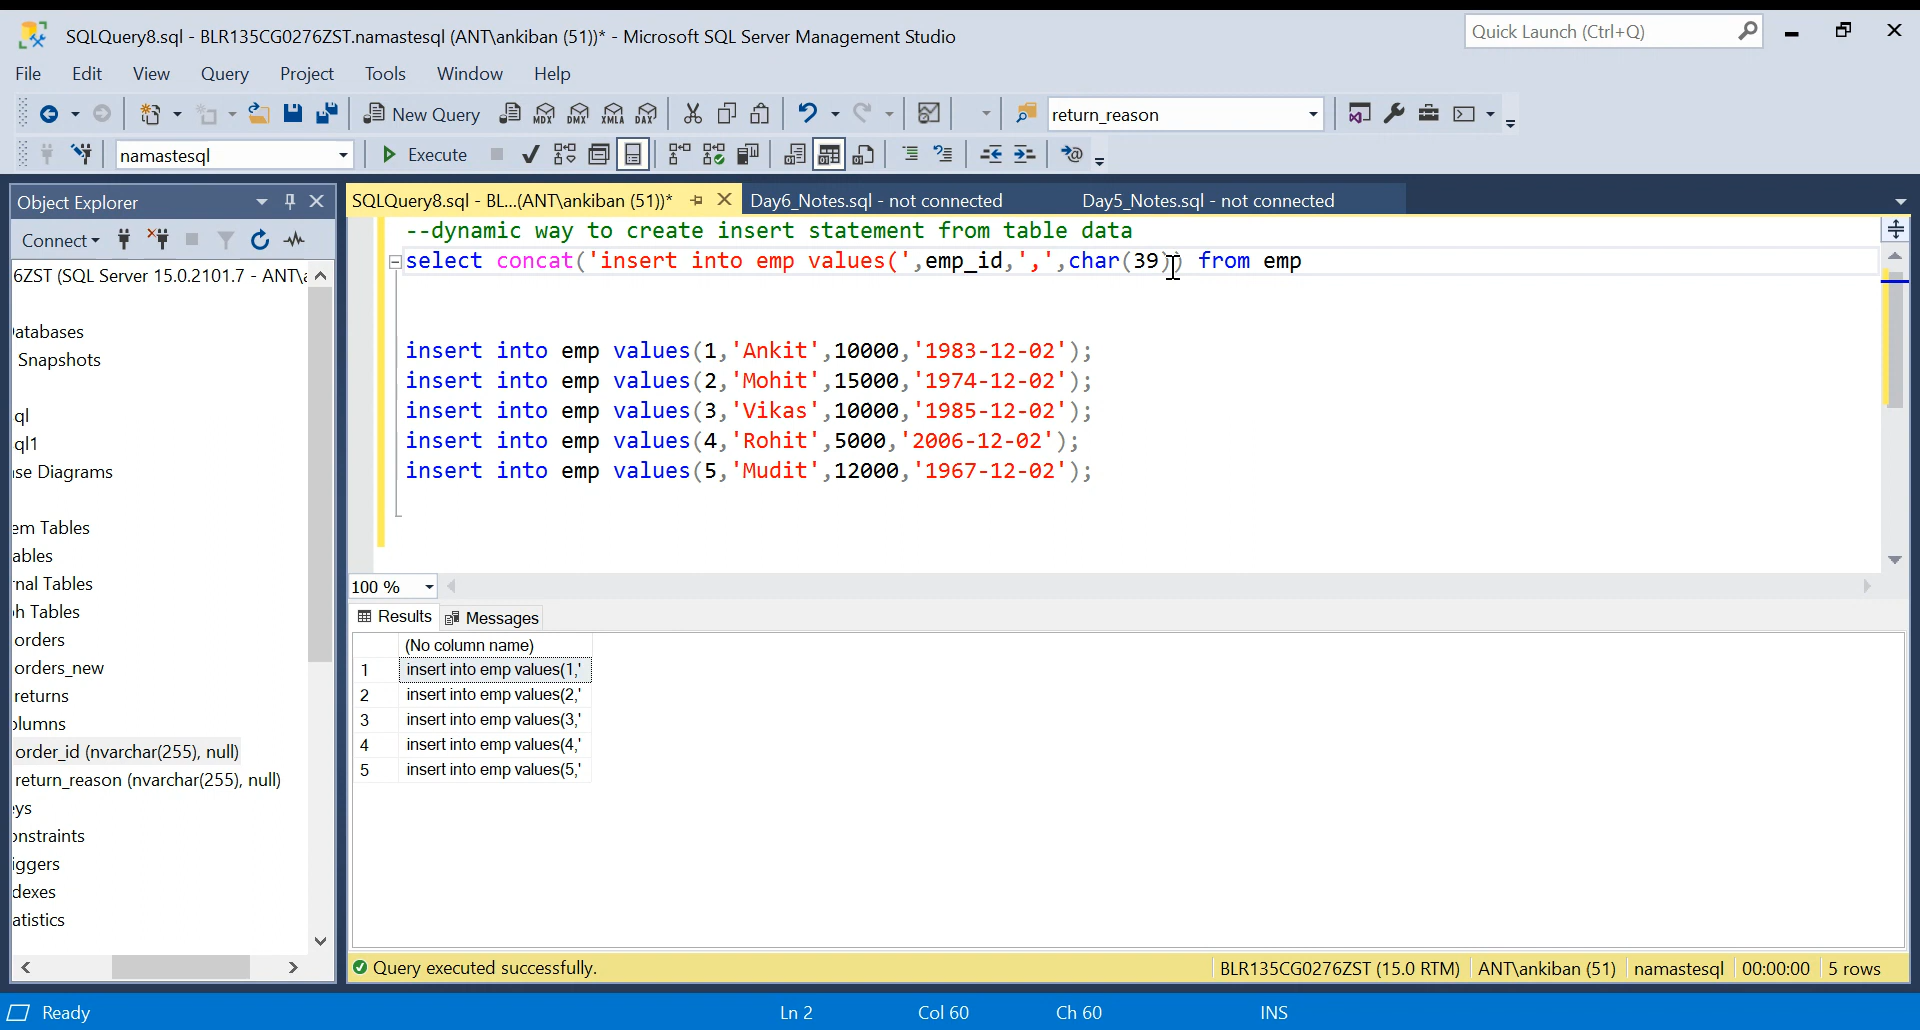 SQLQuery8.sql - BLR135CG0276ZST.namastesql (ANT\ankiban (51))* - Microsoft SQL Server Management Studio
Quick Launch (Ctrl+Q)
File Edit View Query Project Tools Window Help
New Query
MDX DMX XMLA DAX
return_reason
namastesql
Execute
Object Explorer
SQLQuery8.sql - BL...(ANT\ankiban (51))*
Day6_Notes.sql - not connected
Day5_Notes.sql - not connected
Connect
6ZST (SQL Server 15.0.2101.7 - ANT\
atabases
Snapshots
ql
ql1
se Diagrams
em Tables
ables
nal Tables
h Tables
orders
orders_new
returns
olumns
order_id (nvarchar(255), null)
return_reason (nvarchar(255), null)
eys
onstraints
iggers
dexes
atistics
--dynamic way to create insert statement from table data
select concat('insert into emp values(',emp_id,',',char(39)) from emp
insert into emp values(1,'Ankit',10000,'1983-12-02');
insert into emp values(2,'Mohit',15000,'1974-12-02');
insert into emp values(3,'Vikas',10000,'1985-12-02');
insert into emp values(4,'Rohit',5000,'2006-12-02');
insert into emp values(5,'Mudit',12000,'1967-12-02');
100 %
Results Messages
(No column name)
1 insert into emp values(1,'
2 insert into emp values(2,'
3 insert into emp values(3,'
4 insert into emp values(4,'
5 insert into emp values(5,'
Query executed successfully.
BLR135CG0276ZST (15.0 RTM) ANT\ankiban (51) namastesql 00:00:00 5 rows
Ready
Ln 2 Col 60 Ch 60 INS